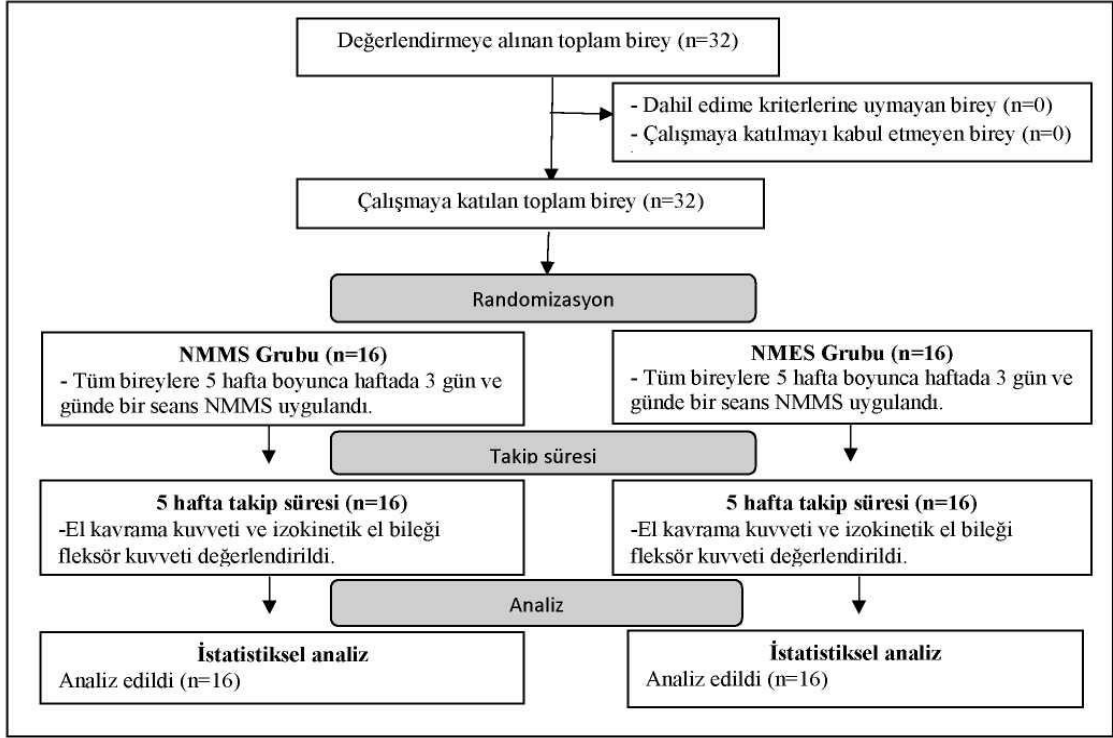 Değerlendirmeye alınan toplam birey (n=32)
- Dahil edime kriterlerine uymayan birey (n=0)
- Çalışmaya katılmayı kabul etmeyen birey (n=0)
Çalışmaya katılan toplam birey (n=32)
Randomizasyon
NMMS Grubu (n=16)
- Tüm bireylere 5 hafta boyunca haftada 3 gün ve
günde bir seans NMMS uygulandı.
NMES Grubu (n=16)
- Tüm bireylere 5 hafta boyunca haftada 3 gün ve
günde bir seans NMMS uygulandı.
Takip süresi
5 hafta takip süresi (n=16)
-El kavrama kuvveti ve izokinetik el bileği
fleksör kuvveti değerlendirildi.
5 hafta takip süresi (n=16)
-El kavrama kuvveti ve izokinetik el bileği
fleksör kuvveti değerlendirildi.
Analiz
İstatistiksel analiz
Analiz edildi (n=16)
İstatistiksel analiz
Analiz edildi (n=16)